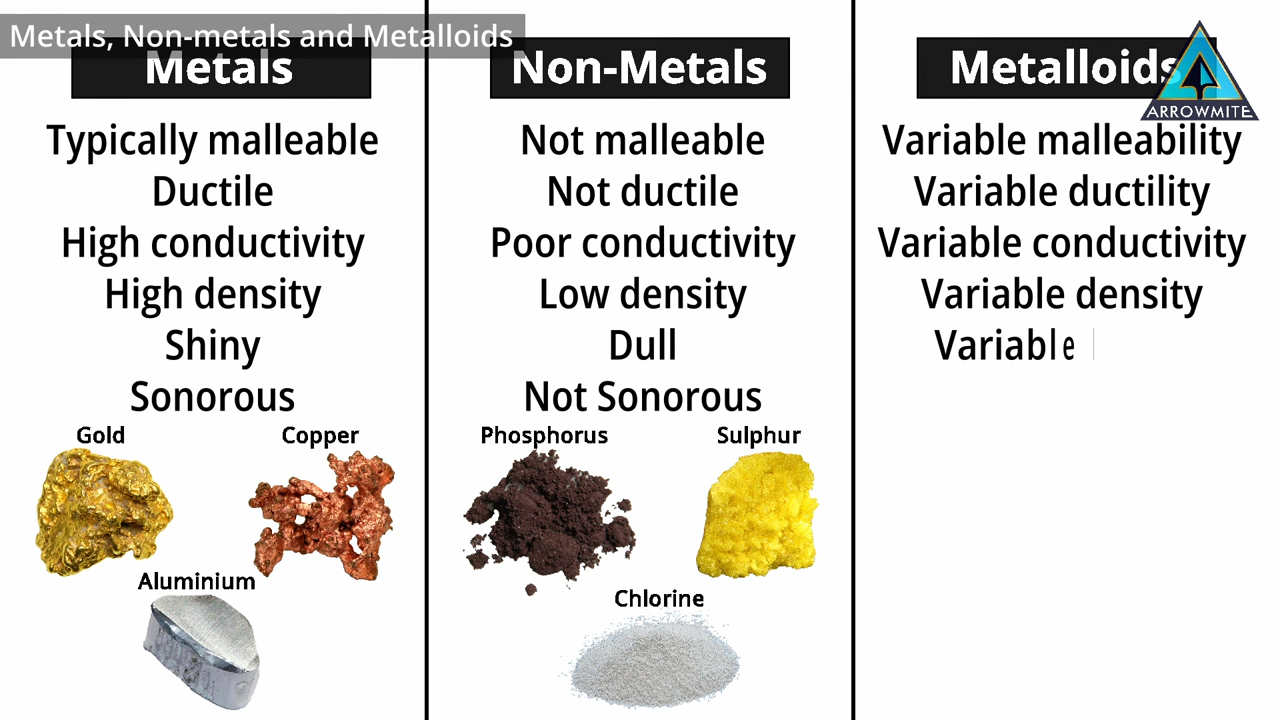 Metals, Non-metals and Metalloids
Metals
Typically malleable
Ductile
High conductivity
High density
Shiny
Sonorous
Gold
Copper
Aluminium
Non-Metals
Not malleable
Not ductile
Poor conductivity
Low density
Dull
Not Sonorous
Phosphorus
Sulphur
Chlorine
Metalloids
Variable malleability
Variable ductility
Variable conductivity
Variable density
Variable
ARROWMITE